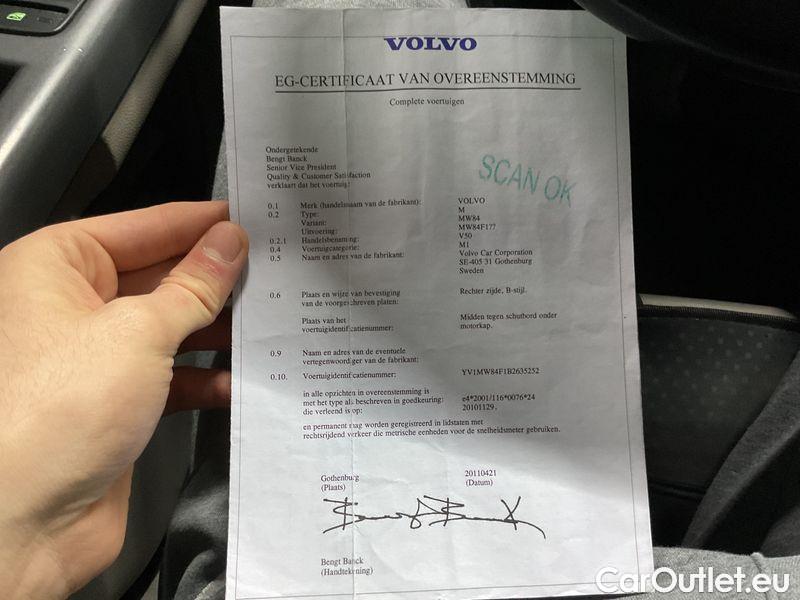 VOLVO
EG-CERTIFICAAT VAN OVEREENSTEMMING
Complete voertuigen
Ondergetekende
Bengt Banck
Senior Vice President
Quality & Customer Satisfaction
verklaart dat het voertuig:
SCAN OK
0.1 Merk (handelsnaam van de fabrikant): VOLVO
0.2 Type: M
Variant: MW84
Uitvoering: MW84F177
0.2.1 Handelsbenaming: V50
0.4 Voertuigcategorie: M1
0.5 Naam en adres van de fabrikant: Volvo Car Corporation
SE-405 31 Gothenburg
Sweden
0.6 Plaats en wijze van bevestiging Rechter zijde, B-stijl.
van de voorgeschreven platen:
Plaats van het Midden tegen schutbord onder
voertuigidentificatienummer: motorkap.
0.9 Naam en adres van de eventuele
vertegenwoordiger van de fabrikant:
0.10. Voertuigidentificatienummer: YV1MW84F1B2635252
in alle opzichten in overeenstemming is
met het type als beschreven in goedkeuring: e4*2001/116*0076*24
die verleend is op: 20101129.
en permanent mag worden geregistreerd in lidstaten met
rechtsrijdend verkeer die metrische eenheden voor de snelheidsmeter gebruiken.
Gothenburg 20110421
(Plaats) (Datum)
Bengt Banck
(Handtekening)
CarOutlet.eu